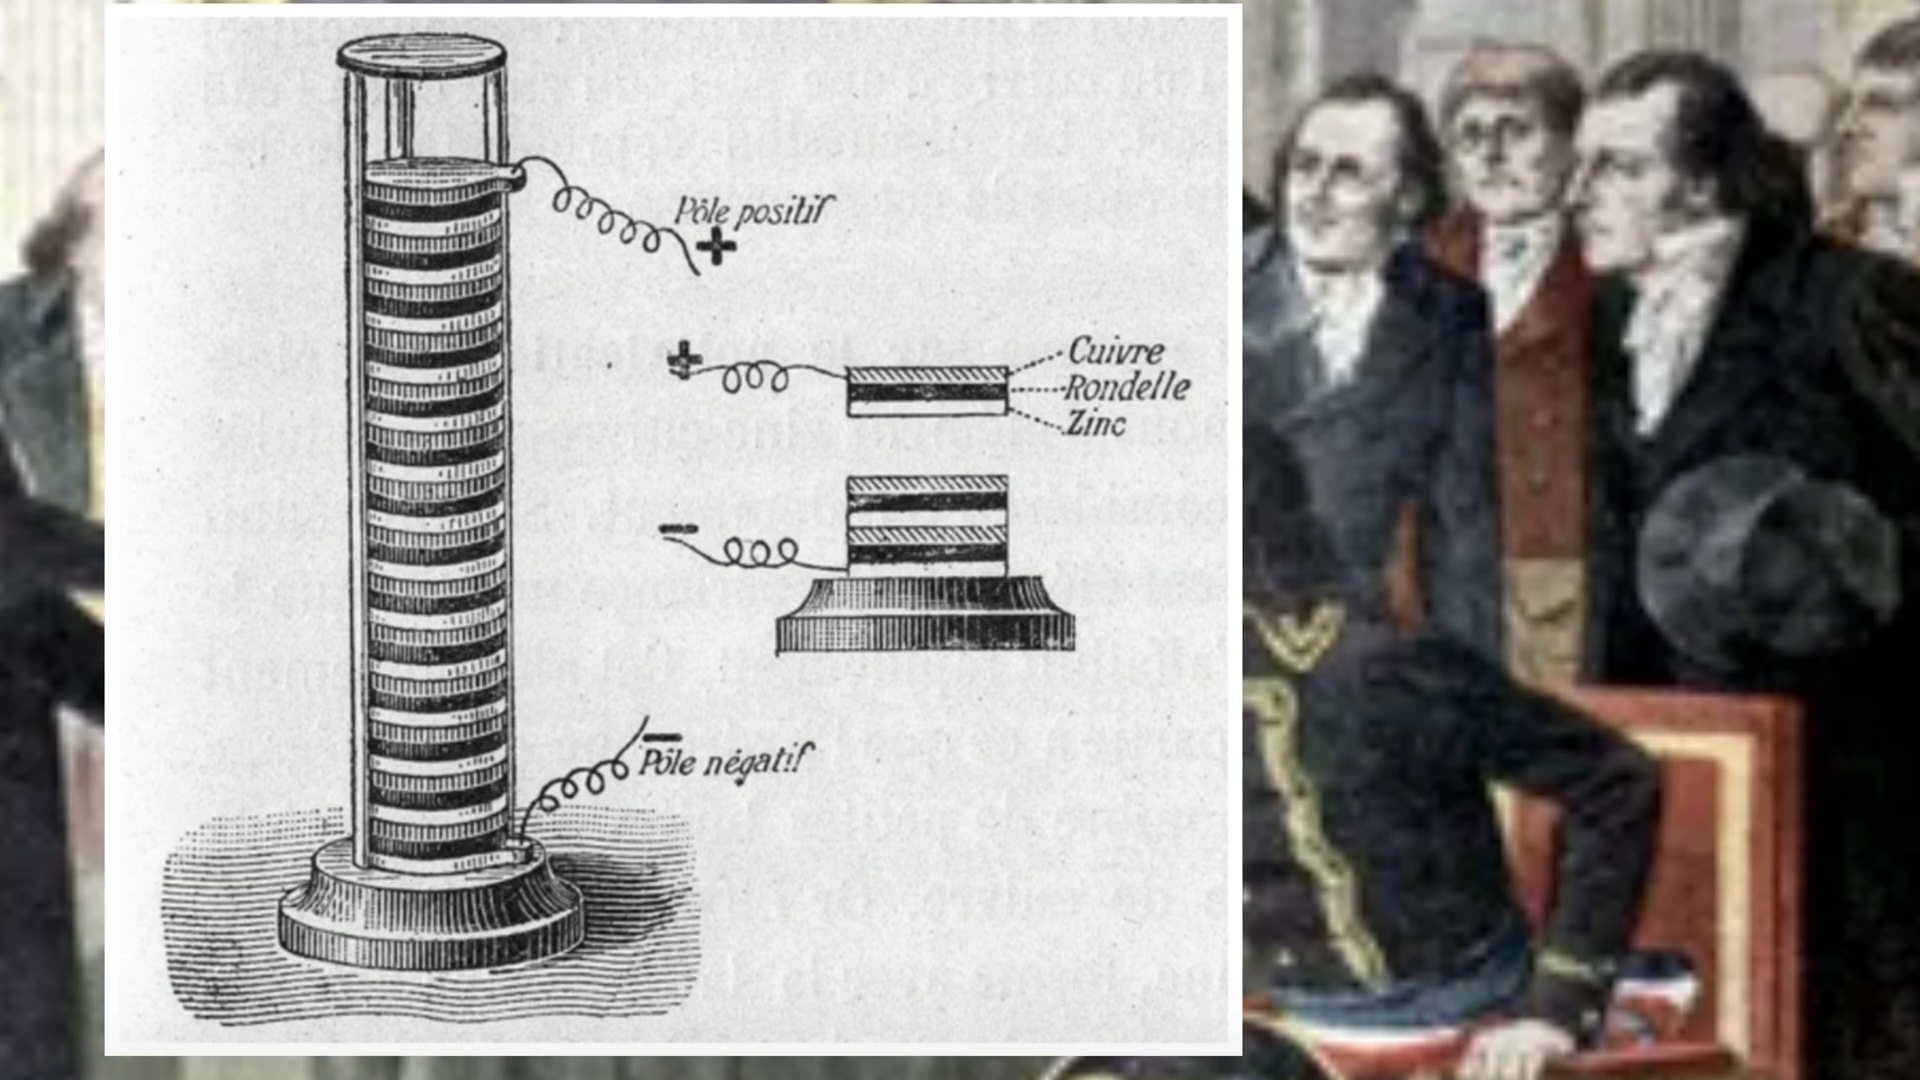 Pôle positif
+
+
Cuivre
Rondelle
Zinc
−
−
Pôle négatif